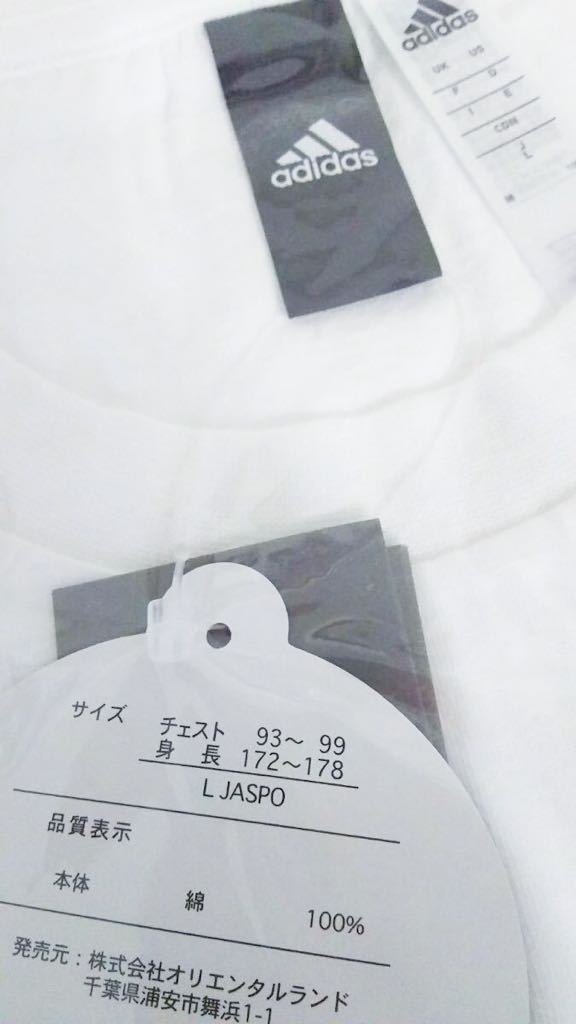 adidas
adidas
UK US
F D
I E
CDN
J
L
M
サイズ チェスト 93～ 99
身 長 172～178
L JASPO
品質表示
本体 綿 100%
発売元：株式会社オリエンタルランド
千葉県浦安市舞浜1-1